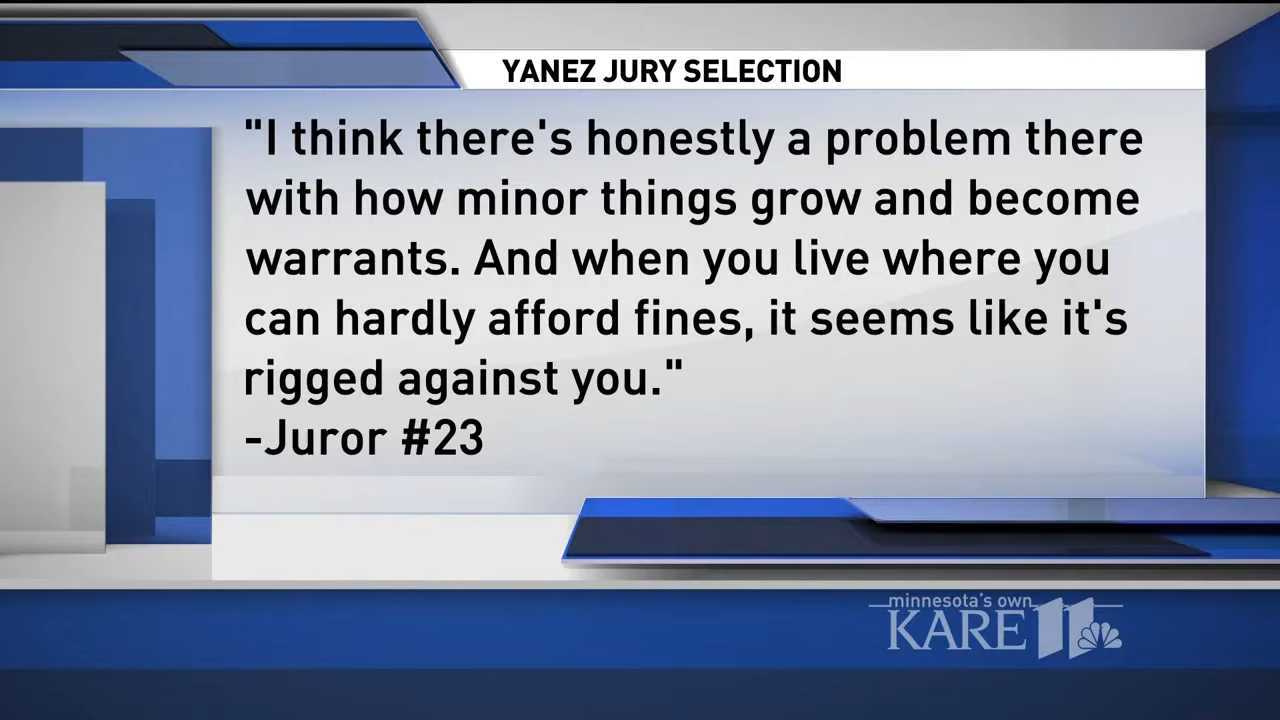 YANEZ JURY SELECTION
"I think there's honestly a problem there
with how minor things grow and become
warrants. And when you live where you
can hardly afford fines, it seems like it's
rigged against you."
-Juror #23
minnesota's own
KARE 11